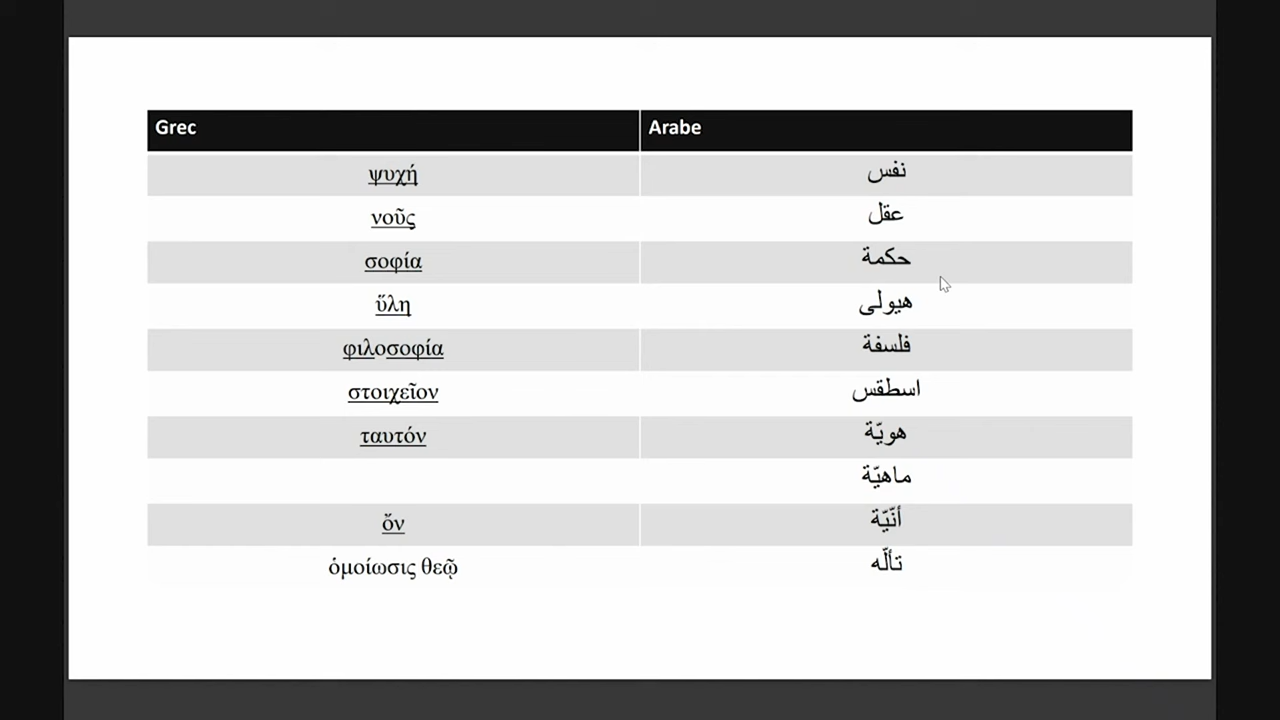 Grec Arabe
ψυχή نفس
νοῦς عقل
σοφία حكمة
ὕλη هيولى
φιλοσοφία فلسفة
στοιχεῖον اسطقس
ταυτόν هويّة
ماهيّة
ὄν أنّيّة
ὁμοίωσις θεῷ تألّه